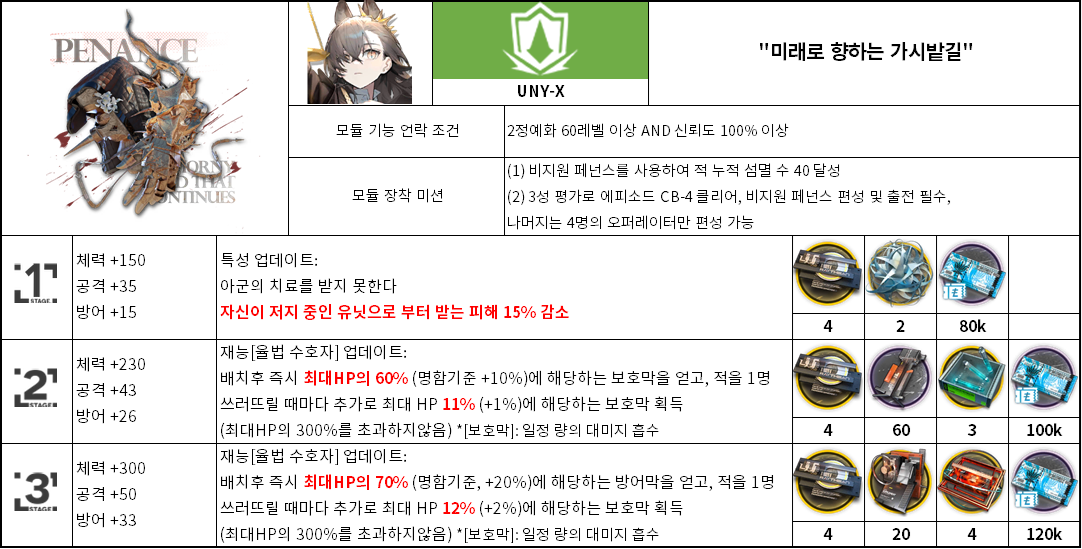 PENANCE
THORNY
ROAD THAT
CONTINUES
UNY-X
"미래로 향하는 가시밭길"
모듈 기능 언락 조건
2정예화 60레벨 이상 AND 신뢰도 100% 이상
모듈 장착 미션
(1) 비지원 페넌스를 사용하여 적 누적 섬멸 수 40 달성
(2) 3성 평가로 에피소드 CB-4 클리어, 비지원 페넌스 편성 및 출전 필수,
나머지는 4명의 오퍼레이터만 편성 가능
1
STAGE.
체력 +150
공격 +35
방어 +15
특성 업데이트:
아군의 치료를 받지 못한다
자신이 저지 중인 유닛으로 부터 받는 피해 15% 감소
4
2
80k
2
STAGE.
체력 +230
공격 +43
방어 +26
재능[율법 수호자] 업데이트:
배치후 즉시 최대HP의 60% (명함기준 +10%)에 해당하는 보호막을 얻고, 적을 1명
쓰러뜨릴 때마다 추가로 최대 HP 11% (+1%)에 해당하는 보호막 획득
(최대HP의 300%를 초과하지않음) *[보호막]: 일정 량의 대미지 흡수
4
60
3
100k
3
STAGE.
체력 +300
공격 +50
방어 +33
재능[율법 수호자] 업데이트:
배치후 즉시 최대HP의 70% (명함기준, +20%)에 해당하는 방어막을 얻고, 적을 1명
쓰러뜨릴 때마다 추가로 최대 HP 12% (+2%)에 해당하는 보호막 획득
(최대HP의 300%를 초과하지않음) *[보호막]: 일정 량의 대미지 흡수
4
20
4
120k